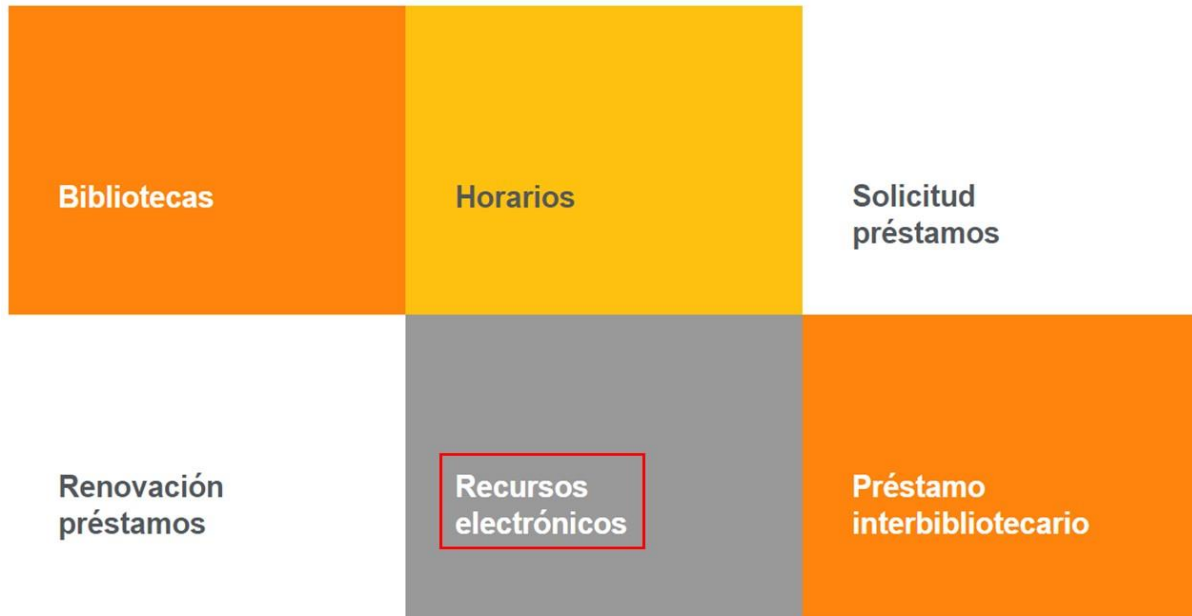 Bibliotecas
Horarios
Solicitud
préstamos
Renovación
préstamos
Recursos
electrónicos
Préstamo
interbibliotecario